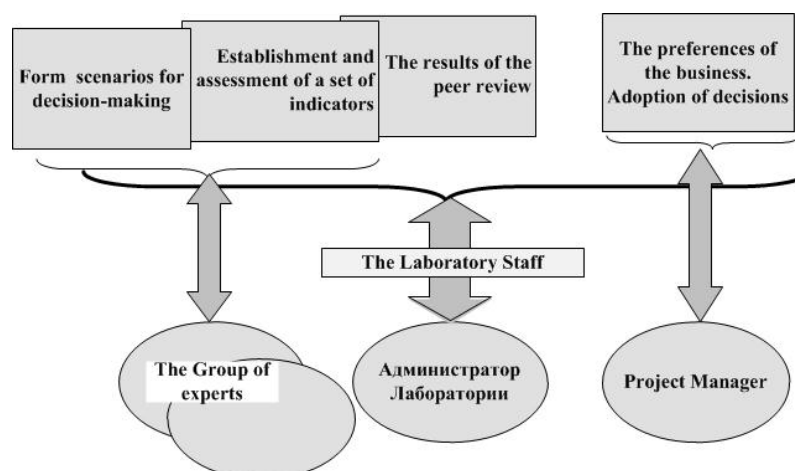 Form scenarios for
decision-making
Establishment and
assessment of a set of
indicators
The results of the
peer review
The preferences of
the business.
Adoption of decisions
The Laboratory Staff
The Group of
experts
Администратор
Лаборатории
Project Manager